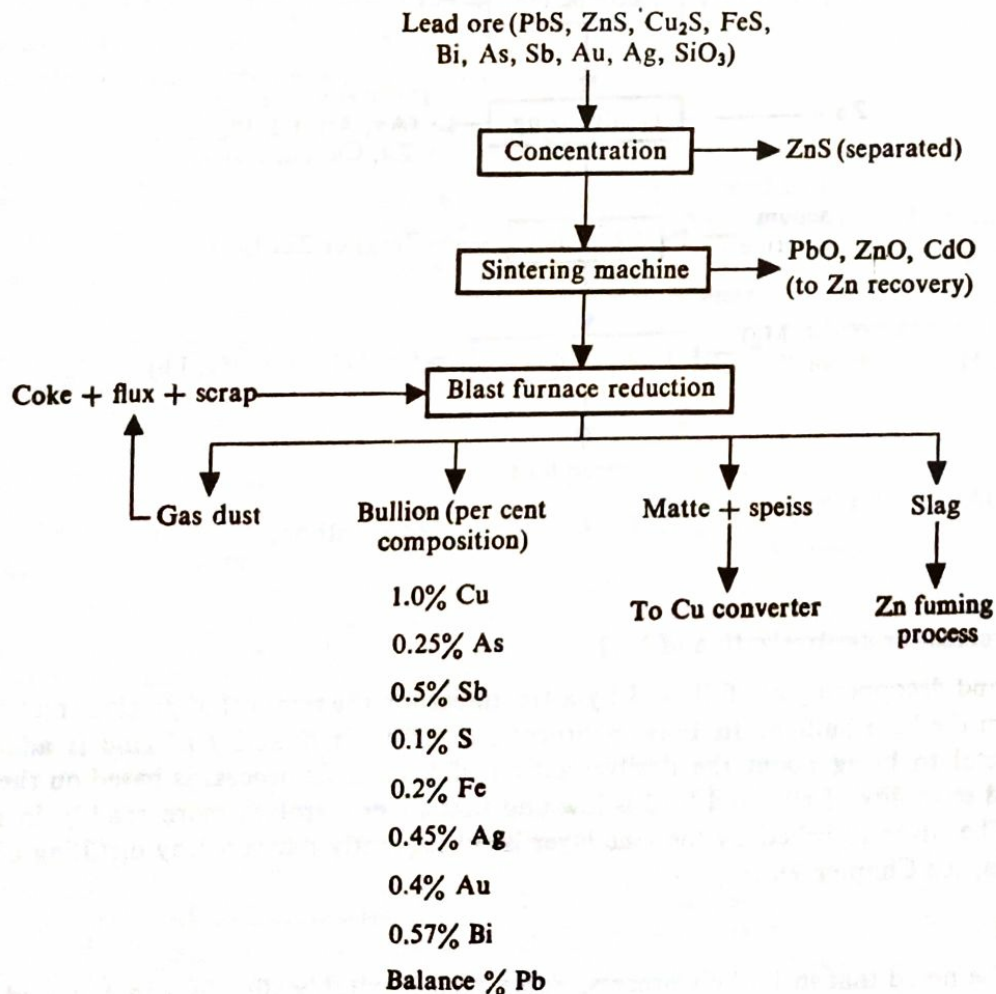 Lead ore (PbS, ZnS, Cu₂S, FeS,
Bi, As, Sb, Au, Ag, SiO₃)
Concentration
ZnS (separated)
Sintering machine
PbO, ZnO, CdO
(to Zn recovery)
Coke + flux + scrap
Blast furnace reduction
Gas dust
Bullion (per cent
composition)
1.0% Cu
0.25% As
0.5% Sb
0.1% S
0.2% Fe
0.45% Ag
0.4% Au
0.57% Bi
Balance % Pb
Matte + speiss
To Cu converter
Slag
Zn fuming
process